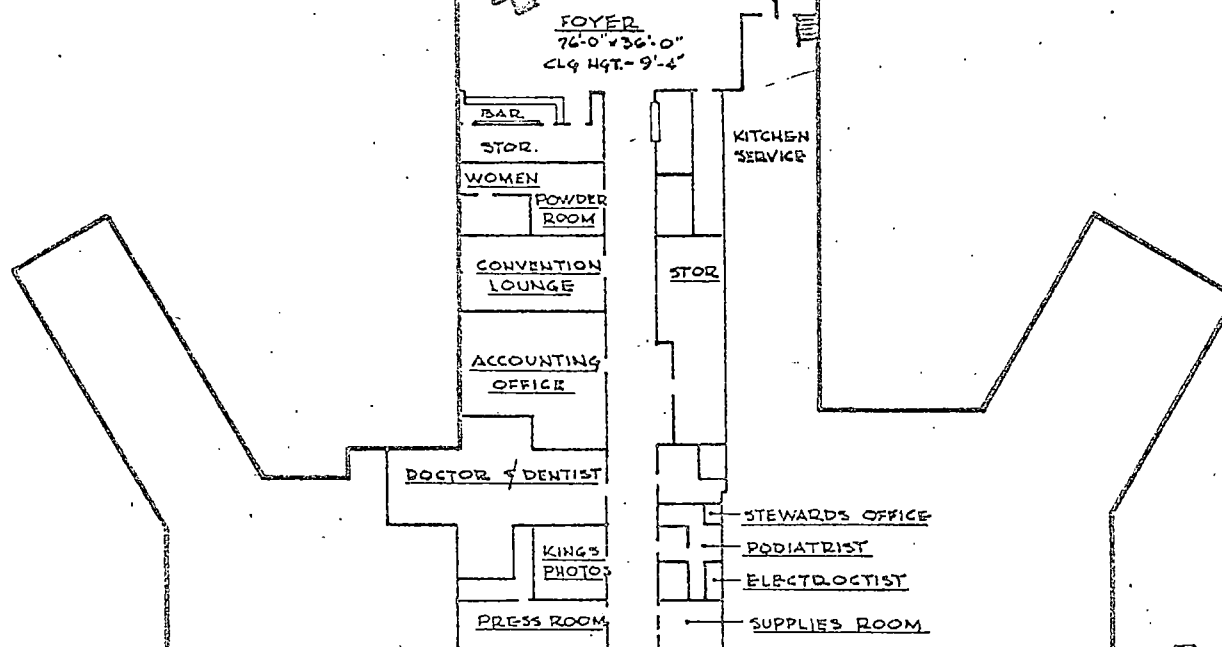 FOYER
76'-0" x 36'-0"
CLG HGT. - 9'-4"
BAR
STOR.
KITCHEN
SERVICE
WOMEN
POWDER
ROOM
CONVENTION
LOUNGE
STOR
ACCOUNTING
OFFICE
DOCTOR & DENTIST
STEWARDS OFFICE
KINGS
PHOTOS
PODIATRIST
ELECTROCTIST
PRESS ROOM
SUPPLIES ROOM